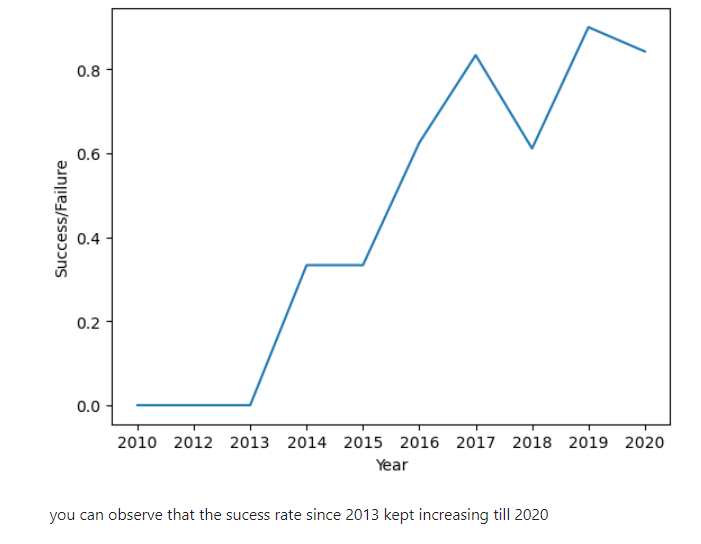 0.8
0.6
0.4
0.2
0.0
Success/Failure
2010 2012 2013 2014 2015 2016 2017 2018 2019 2020
Year
you can observe that the sucess rate since 2013 kept increasing till 2020